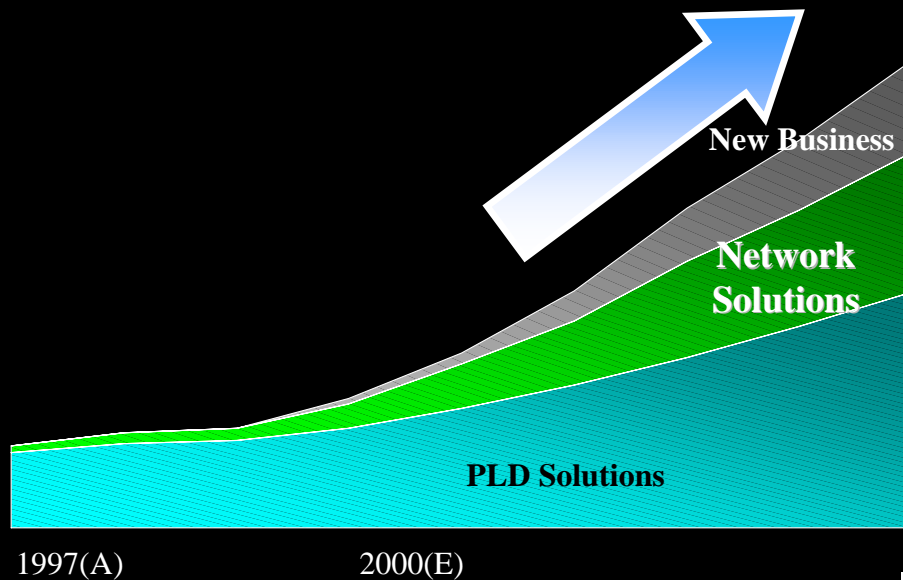 New Business
Network
Solutions
PLD Solutions
1997(A)
2000(E)